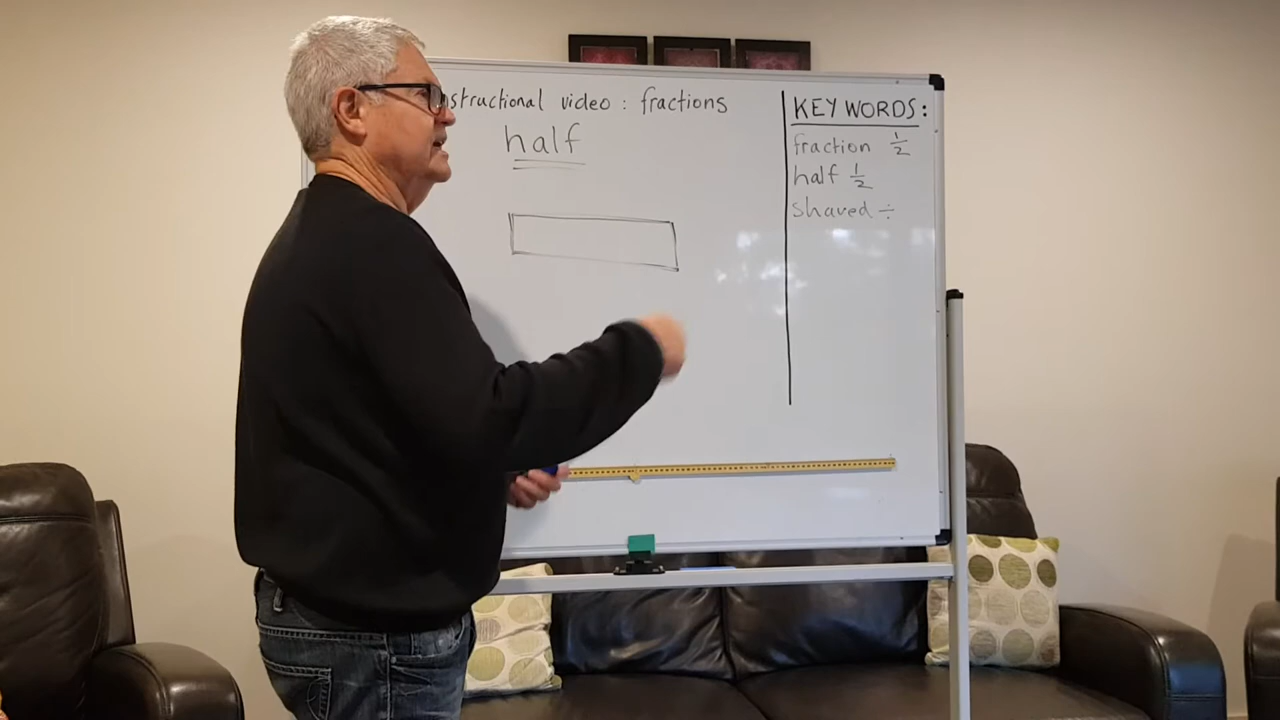 nstructional video : fractions
half
KEY WORDS:
fraction 1/2
half 1/2
shared ÷